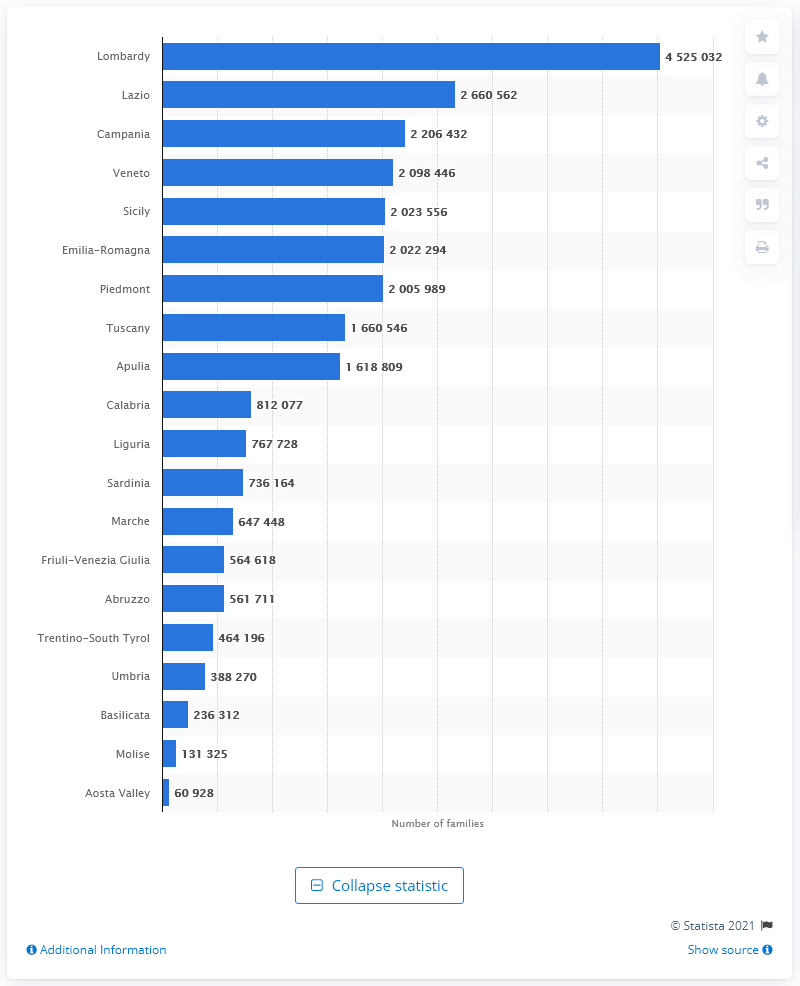 Lombardy 4 525 032
Lazio 2 660 562
Campania 2 206 432
Veneto 2 098 446
Sicily 2 023 556
Emilia-Romagna 2 022 294
Piedmont 2 005 989
Tuscany 1 660 546
Apulia 1 618 809
Calabria 812 077
Liguria 767 728
Sardinia 736 164
Marche 647 448
Friuli-Venezia Giulia 564 618
Abruzzo 561 711
Trentino-South Tyrol 464 196
Umbria 388 270
Basilicata 236 312
Molise 131 325
Aosta Valley 60 928
Number of families
Collapse statistic
© Statista 2021
Additional Information Show source